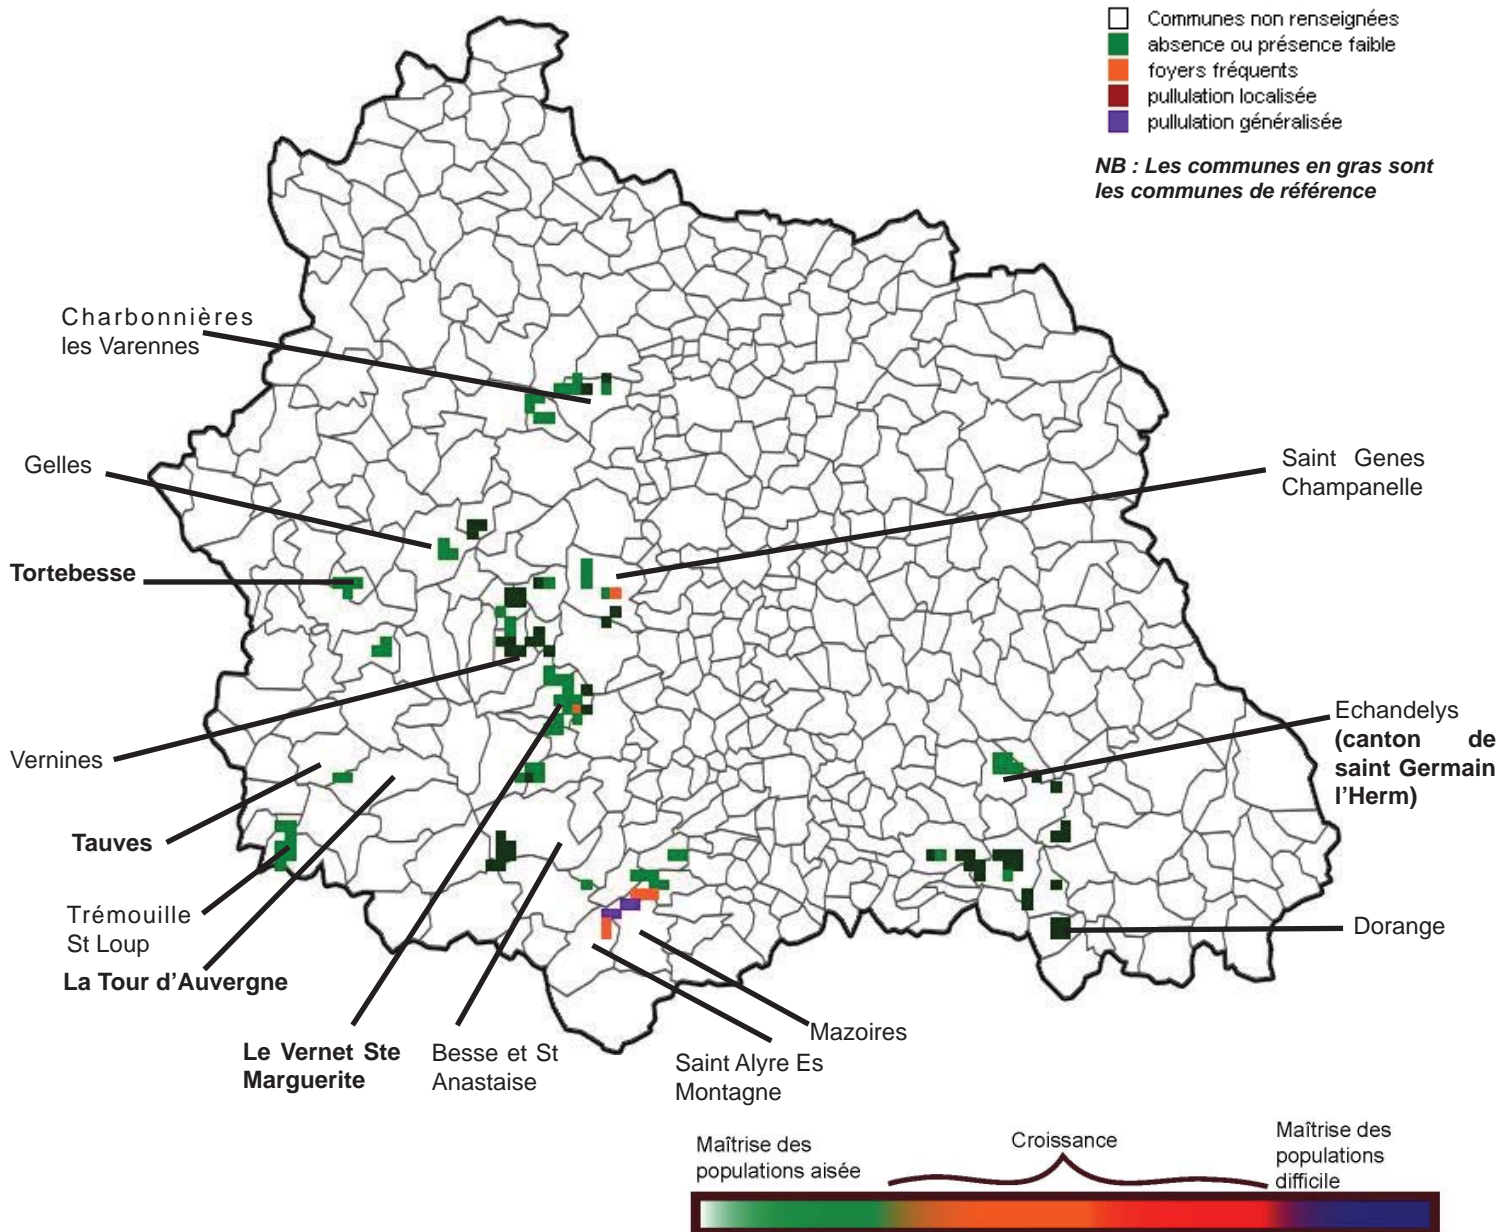 Communes non renseignées
absence ou présence faible
foyers fréquents
pullulation localisée
pullulation généralisée
NB : Les communes en gras sont
les communes de référence
Charbonnières
les Varennes
Gelles
Saint Genes
Champanelle
Tortebesse
Vernines
Echandelys
(canton de
saint Germain
l'Herm)
Tauves
Trémouille
St Loup
La Tour d'Auvergne
Dorange
Le Vernet Ste
Marguerite
Besse et St
Anastaise
Mazoires
Saint Alyre Es
Montagne
Maîtrise des
populations aisée
Croissance
Maîtrise des
populations
difficile